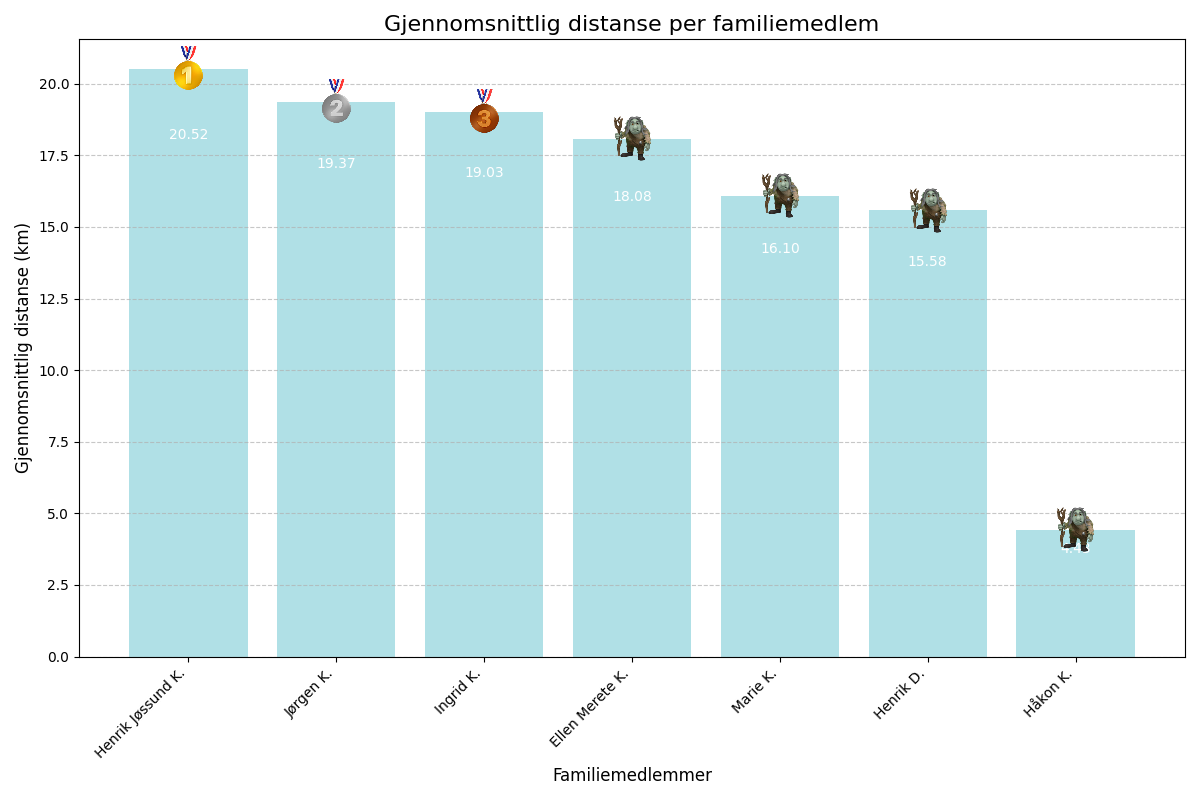 Gjennomsnittlig distanse per familiemedlem
Gjennomsnittlig distanse (km)
20.0
17.5
15.0
12.5
10.0
7.5
5.0
2.5
0.0
1
2
3
20.52
19.37
19.03
18.08
16.10
15.58
Henrik Jøssund K.
Jørgen K.
Ingrid K.
Ellen Merete K.
Marie K.
Henrik D.
Håkon K.
Familiemedlemmer